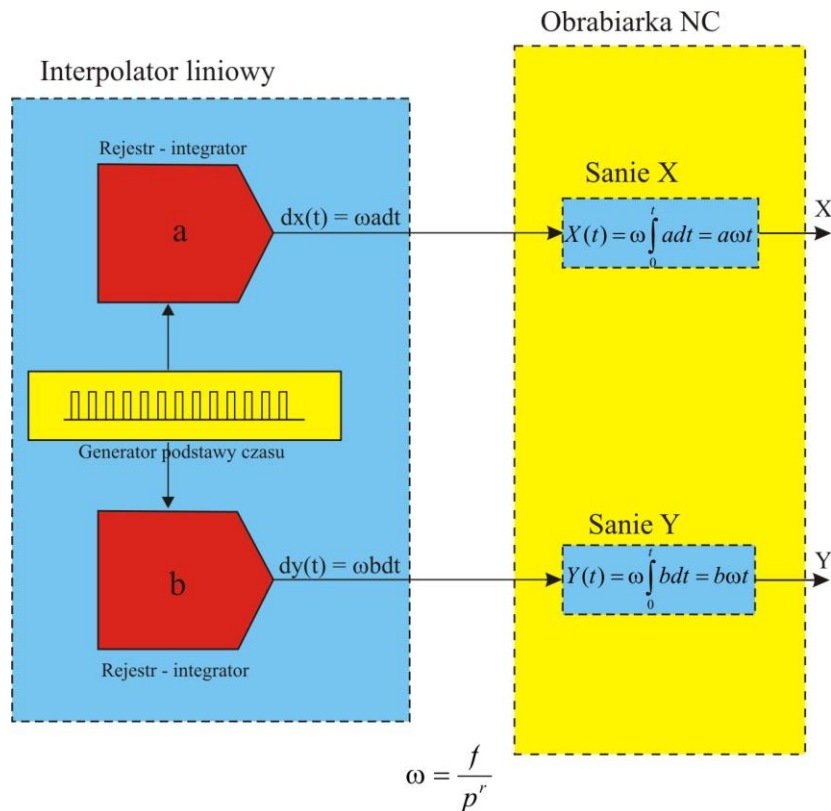 Obrabiarka NC
Interpolator liniowy
Rejestr - integrator
a
dx(t) = ωadt
Sanie X
X(t) = ω∫₀ᵗ adt = aωt
X
Generator podstawy czasu
b
dy(t) = ωbdt
Rejestr - integrator
Sanie Y
Y(t) = ω∫₀ᵗ bdt = bωt
Y
ω = f / pʳ